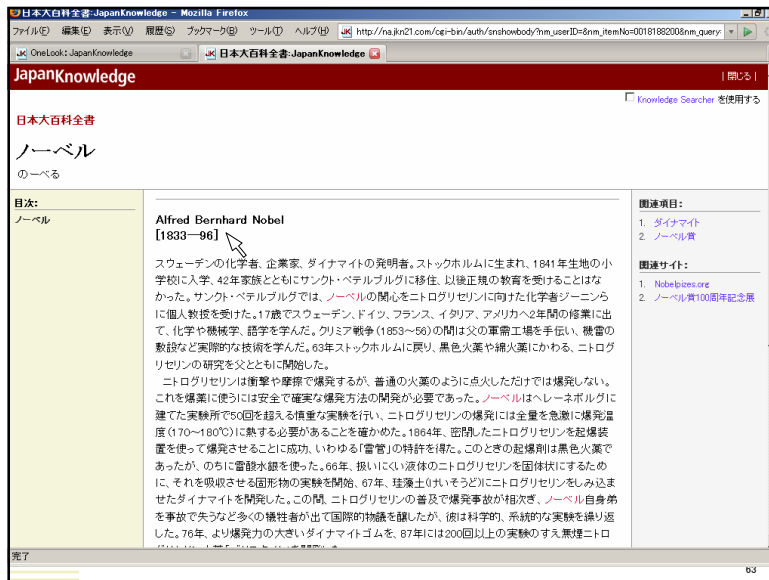 日本大百科全書:JapanKnowledge - Mozilla Firefox
ファイル(F) 編集(E) 表示(V) 履歴(S) ブックマーク(B) ツール(T) ヘルプ(H) http://na.jkn21.com/cgi-bin/auth/snshowbody?nm_userID=&nm_itemNo=0018188200&nm_query:
OneLook: JapanKnowledge 日本大百科全書:JapanKnowledge
JapanKnowledge |閉じる|
Knowledge Searcher を使用する
日本大百科全書
ノーベル
のーべる
目次:
ノーベル
Alfred Bernhard Nobel
[1833―96]
スウェーデンの化学者、企業家、ダイナマイトの発明者。ストックホルムに生まれ、1841年生地の小
学校に入学、42年家族とともにサンクト・ペテルブルグに移住、以後正規の教育を受けることはな
かった。サンクト・ペテルブルグでは、ノーベルの関心をニトログリセリンに向けた化学者ジーニンら
に個人教授を受けた。17歳でスウェーデン、ドイツ、フランス、イタリア、アメリカへ2年間の修業に出
て、化学や機械学、語学を学んだ。クリミア戦争(1853~56)の間は父の軍需工場を手伝い、機雷の
敷設など実際的な技術を学んだ。63年ストックホルムに戻り、黒色火薬や綿火薬にかわる、ニトログ
リセリンの研究を父とともに開始した。
ニトログリセリンは衝撃や摩擦で爆発するが、普通の火薬のように点火しただけでは爆発しない。
これを爆薬に使うには安全で確実な爆発方法の開発が必要であった。ノーベルはヘレーネボルグに
建てた実験所で50回を超える慎重な実験を行い、ニトログリセリンの爆発には全量を急激に爆発温
度(170~180℃)に熱する必要があることを確かめた。1864年、密閉したニトログリセリンを起爆装
置を使って爆発させることに成功、いわゆる「雷管」の特許を得た。このときの起爆剤は黒色火薬で
あったが、のちに雷酸水銀を使った。66年、扱いにくい液体のニトログリセリンを固体状にするため
に、それを吸収させる固形物の実験を開始、67年、珪藻土(けいそうど)にニトログリセリンをしみ込ま
せたダイナマイトを開発した。この間、ニトログリセリンの普及で爆発事故が相次ぎ、ノーベル自身弟
を事故で失うなど多くの犠牲者が出て国際的物議を醸したが、彼は科学的、系統的な実験を繰り返
した。76年、より爆発力の大きいダイナマイトゴムを、87年には200回以上の実験のすえ無煙ニトロ
関連項目:
1. ダイナマイト
2. ノーベル賞
関連サイト:
1. Nobelpizes.org
2. ノーベル賞100周年記念展
完了
63